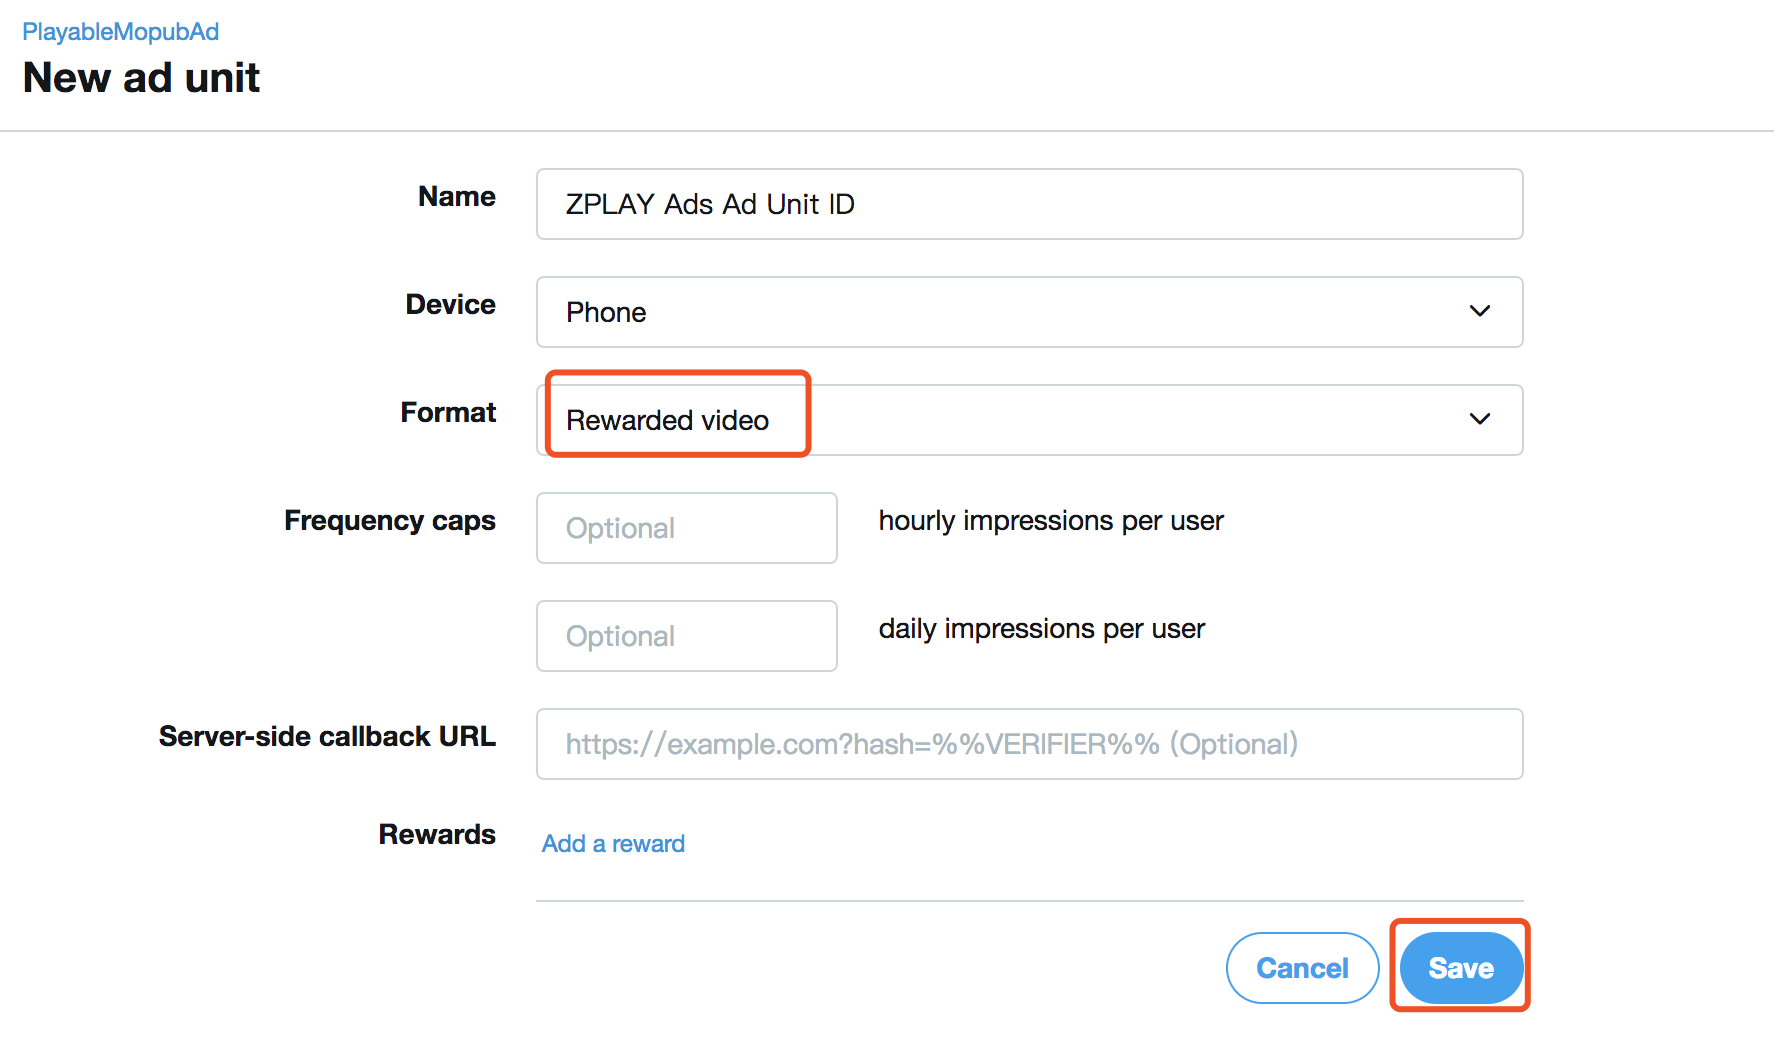 PlayableMopubAd
New ad unit
Name
ZPLAY Ads Ad Unit ID
Device
Phone
Format
Rewarded video
Frequency caps
Optional
hourly impressions per user
Optional
daily impressions per user
Server-side callback URL
https://example.com?hash=%%VERIFIER%% (Optional)
Rewards
Add a reward
Cancel
Save